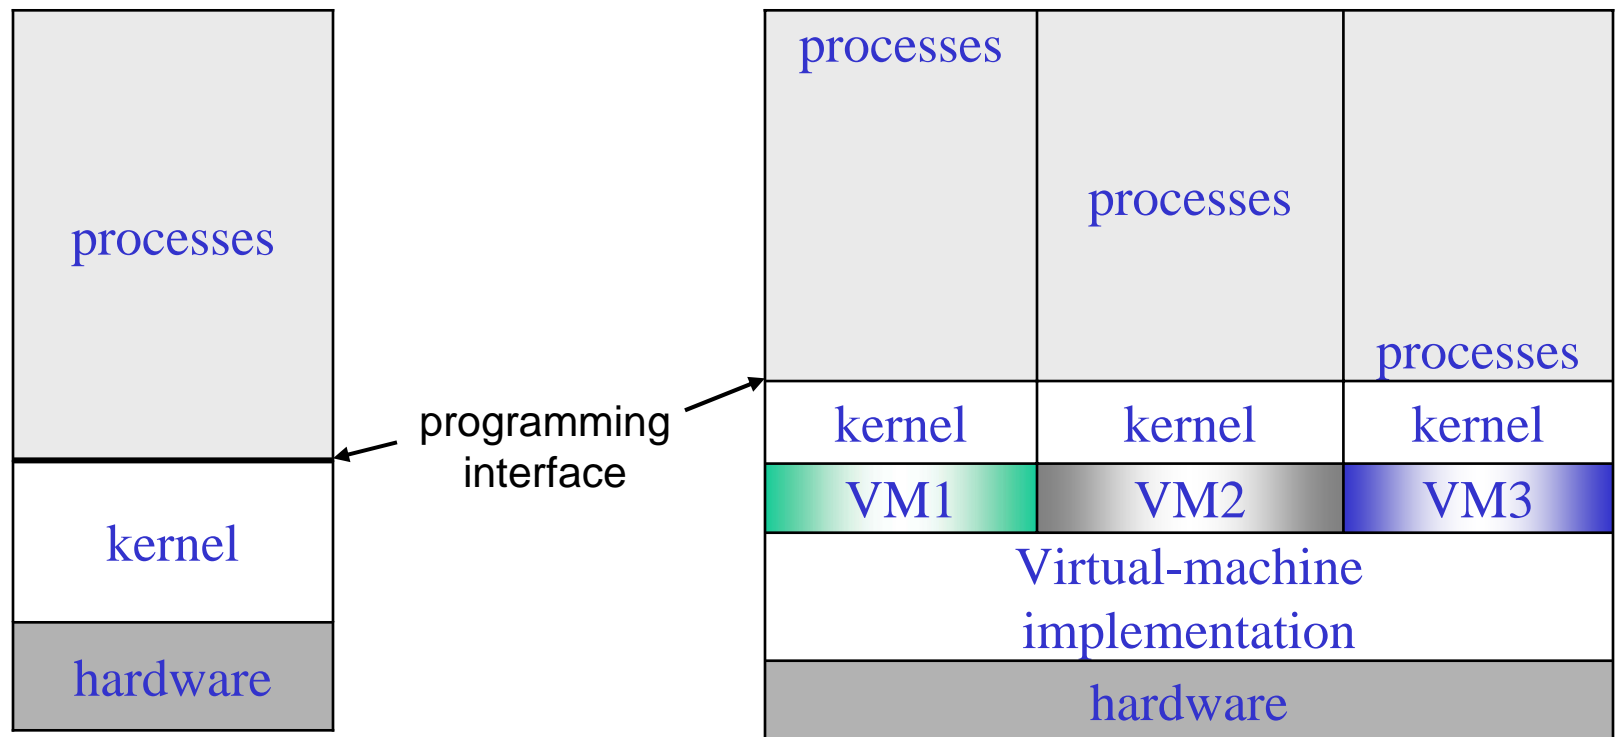 processes
kernel
hardware
programming
interface
processes
processes
processes
kernel
kernel
kernel
VM1
VM2
VM3
Virtual-machine
implementation
hardware